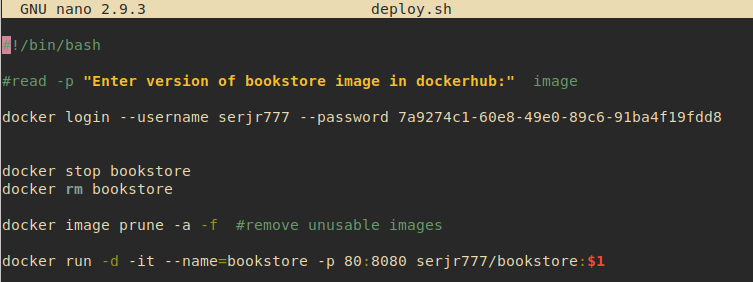 GNU nano 2.9.3 deploy.sh
#!/bin/bash
#read -p "Enter version of bookstore image in dockerhub:"  image
docker login --username serjr777 --password 7a9274c1-60e8-49e0-89c6-91ba4f19fdd8
docker stop bookstore
docker rm bookstore
docker image prune -a -f  #remove unusable images
docker run -d -it --name=bookstore -p 80:8080 serjr777/bookstore:$1